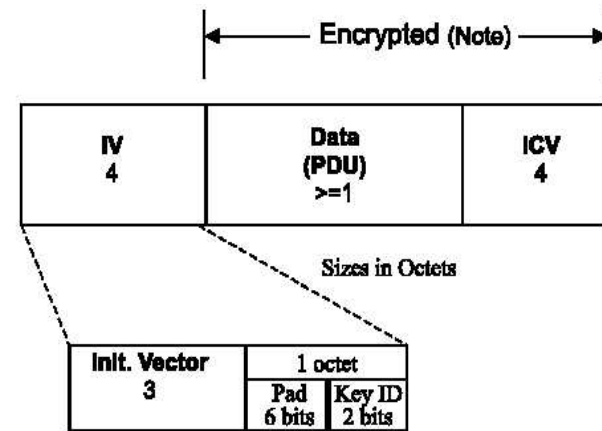 Encrypted (Note)
IV
4
Data
(PDU)
>=1
ICV
4
Sizes in Octets
Init. Vector
3
1 octet
Pad
6 bits
Key ID
2 bits